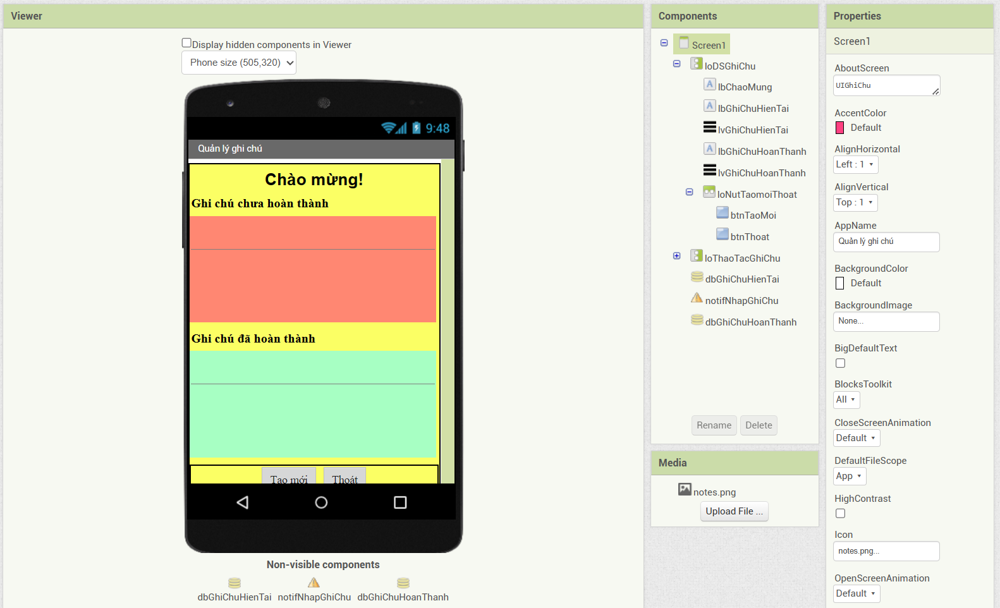 Viewer
Display hidden components in Viewer
Phone size (505,320)
9:48
Quản lý ghi chú
Chào mừng!
Ghi chú chưa hoàn thành
Ghi chú đã hoàn thành
Tạo mới Thoát
Non-visible components
dbGhiChuHienTai notifNhapGhiChu dbGhiChuHoanThanh
Components
Screen1
loDSGhiChu
lbChaoMung
lbGhiChuHienTai
lvGhiChuHienTai
lbGhiChuHoanThanh
lvGhiChuHoanThanh
loNutTaomoiThoat
btnTaoMoi
btnThoat
loThaoTacGhiChu
dbGhiChuHienTai
notifNhapGhiChu
dbGhiChuHoanThanh
Rename Delete
Media
notes.png
Upload File ...
Properties
Screen1
AboutScreen
UIGhiChu
AccentColor
Default
AlignHorizontal
Left : 1
AlignVertical
Top : 1
AppName
Quản lý ghi chú
BackgroundColor
Default
BackgroundImage
None...
BigDefaultText
BlocksToolkit
All
CloseScreenAnimation
Default
DefaultFileScope
App
HighContrast
Icon
notes.png...
OpenScreenAnimation
Default